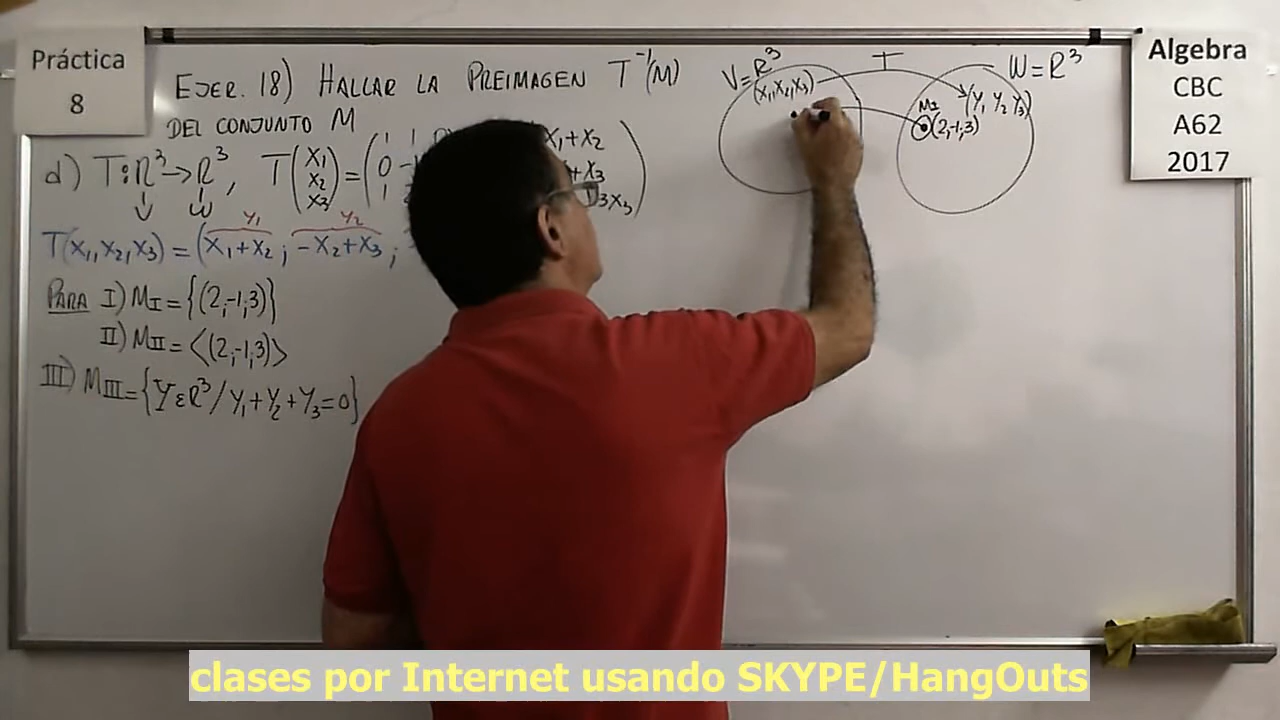 Práctica
8
EJER. 18) HALLAR LA PREIMAGEN T⁻¹(M)
DEL CONJUNTO M
d) T:R³→R³, T(X₁ X₂ X₃)=
V W
T(X₁,X₂,X₃) = (X₁+X₂; -X₂+X₃;
Y₁ Y₂
PARA I) M_I = {(2,-1,3)}
II) M_II = <(2,-1,3)>
III) M_III = {Y ε R³/Y₁+Y₂+Y₃=0}
V=R³
(X₁,X₂,X₃)
T
W=R³
(Y₁ Y₂ Y₃)
M_I
(2,-1,3)
Algebra
CBC
A62
2017
clases por Internet usando SKYPE/HangOuts